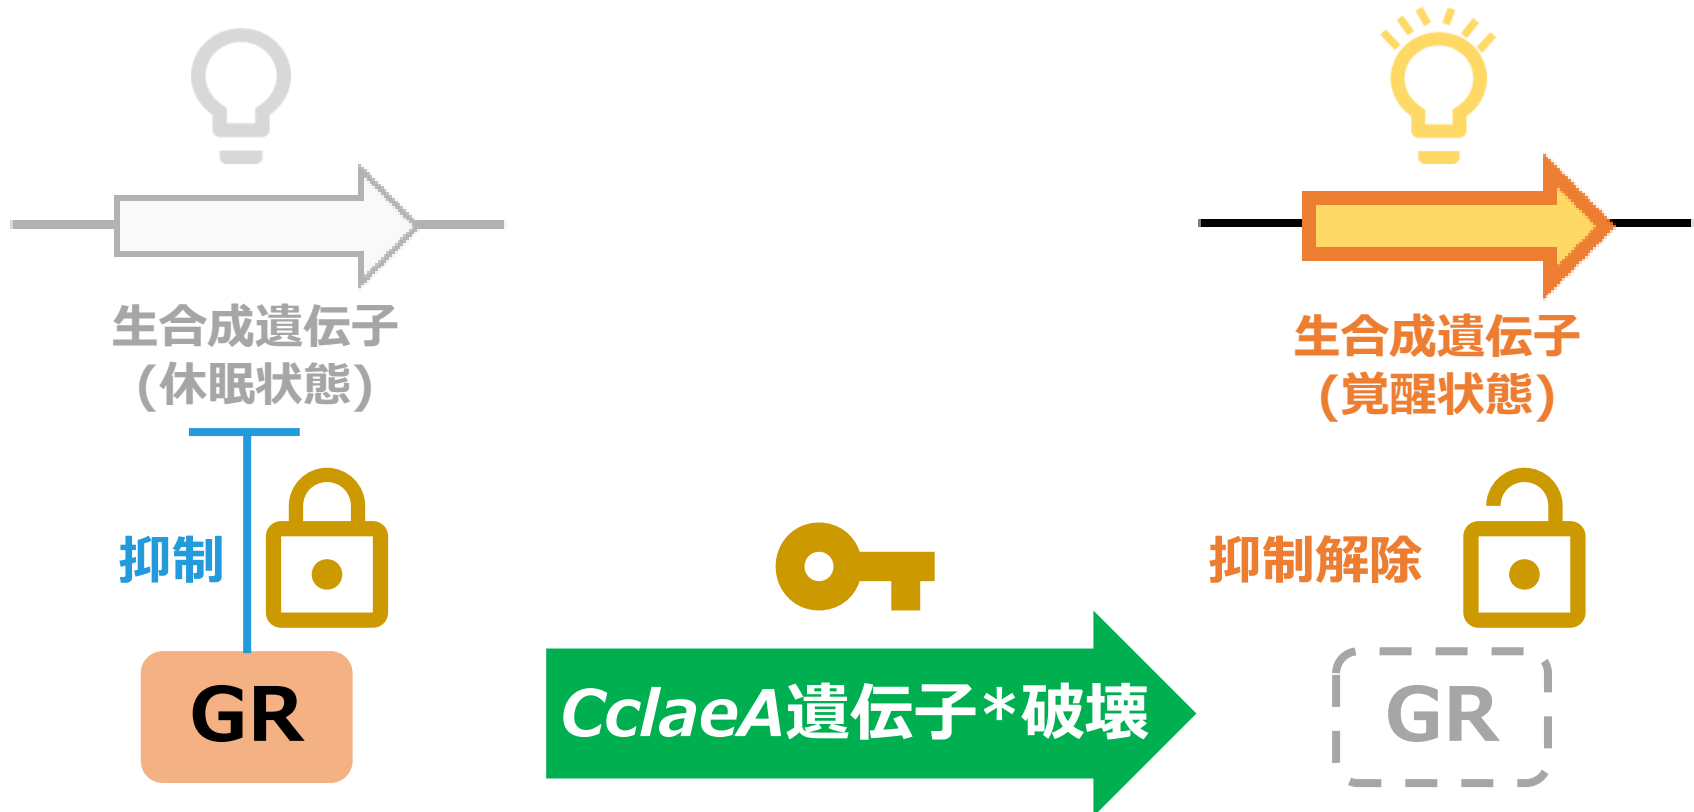 生合成遺伝子
(休眠状態)
抑制
GR
CclaeA遺伝子*破壊
生合成遺伝子
(覚醒状態)
抑制解除
GR